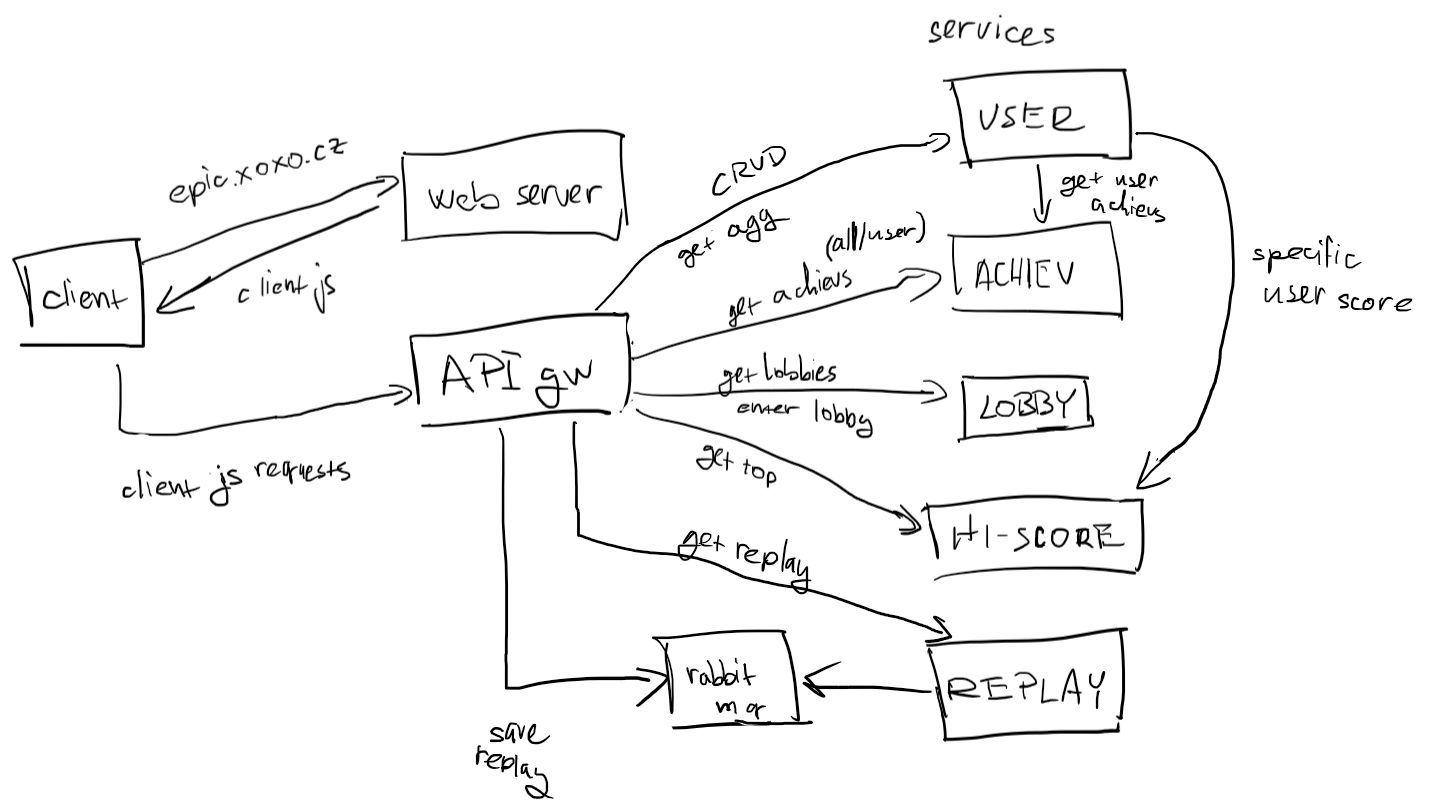 services
USER
epic.xoxo.cz
CRUD
web server
get user
achievs
get agg
(all/user)
client
client js
get achievs
ACHIEV
specific
user score
API gw
get lobbies
enter lobby
LOBBY
get top
client js requests
HI-SCORE
get replay
rabbit
mq
REPLAY
save
replay